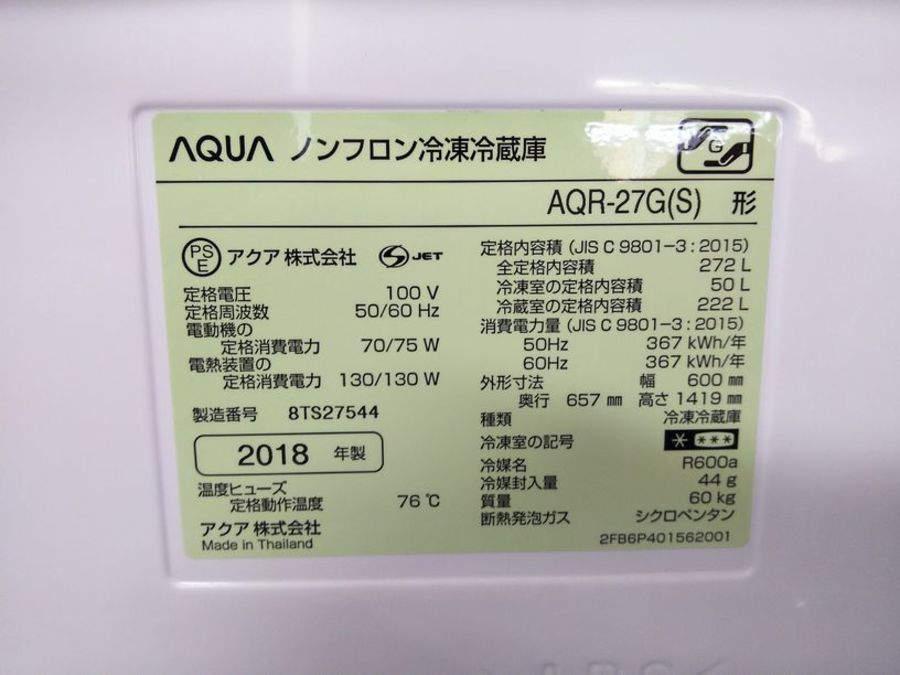 AQUA ノンフロン冷凍冷蔵庫
G
AQR-27G(S) 形
PS
E
アクア株式会社
S JET
定格電圧 100 V
定格周波数 50/60 Hz
電動機の
定格消費電力 70/75 W
電熱装置の
定格消費電力 130/130 W
製造番号 8TS27544
2018 年製
温度ヒューズ
定格動作温度 76 ℃
アクア株式会社
Made in Thailand
定格内容積 (JIS C 9801-3 : 2015)
全定格内容積 272 L
冷凍室の定格内容積 50 L
冷蔵室の定格内容積 222 L
消費電力量 (JIS C 9801-3 : 2015)
50Hz 367 kWh/年
60Hz 367 kWh/年
外形寸法 幅 600 mm
奥行 657 mm 高さ 1419 mm
種類 冷凍冷蔵庫
冷凍室の記号 * ***
冷媒名 R600a
冷媒封入量 44 g
質量 60 kg
断熱発泡ガス シクロペンタン
2FB6P401562001